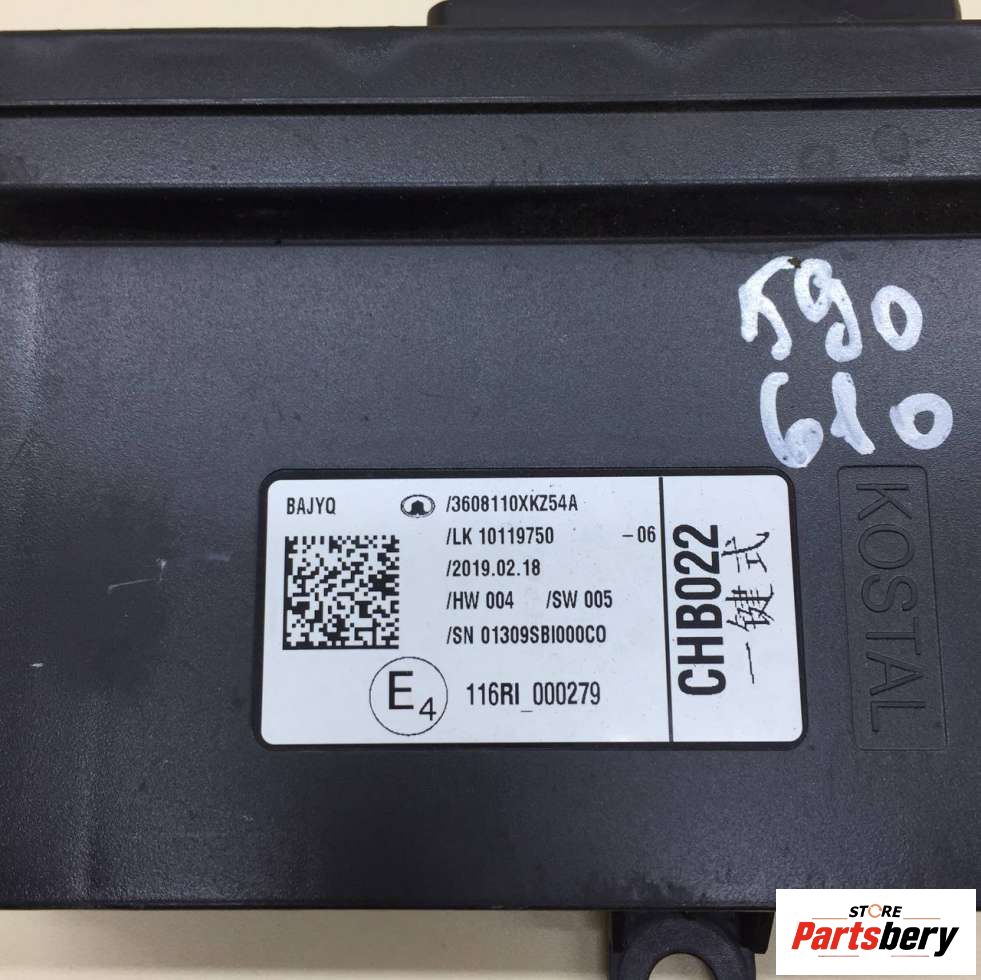 590
610
BAJYQ
/3608110XKZ54A
/LK 10119750 -06
/2019.02.18
/HW 004 /SW 005
/SN 01309SBI000CO
E4
116RI_000279
CHB022
一键式
KOSTAL
STORE
Partsbery